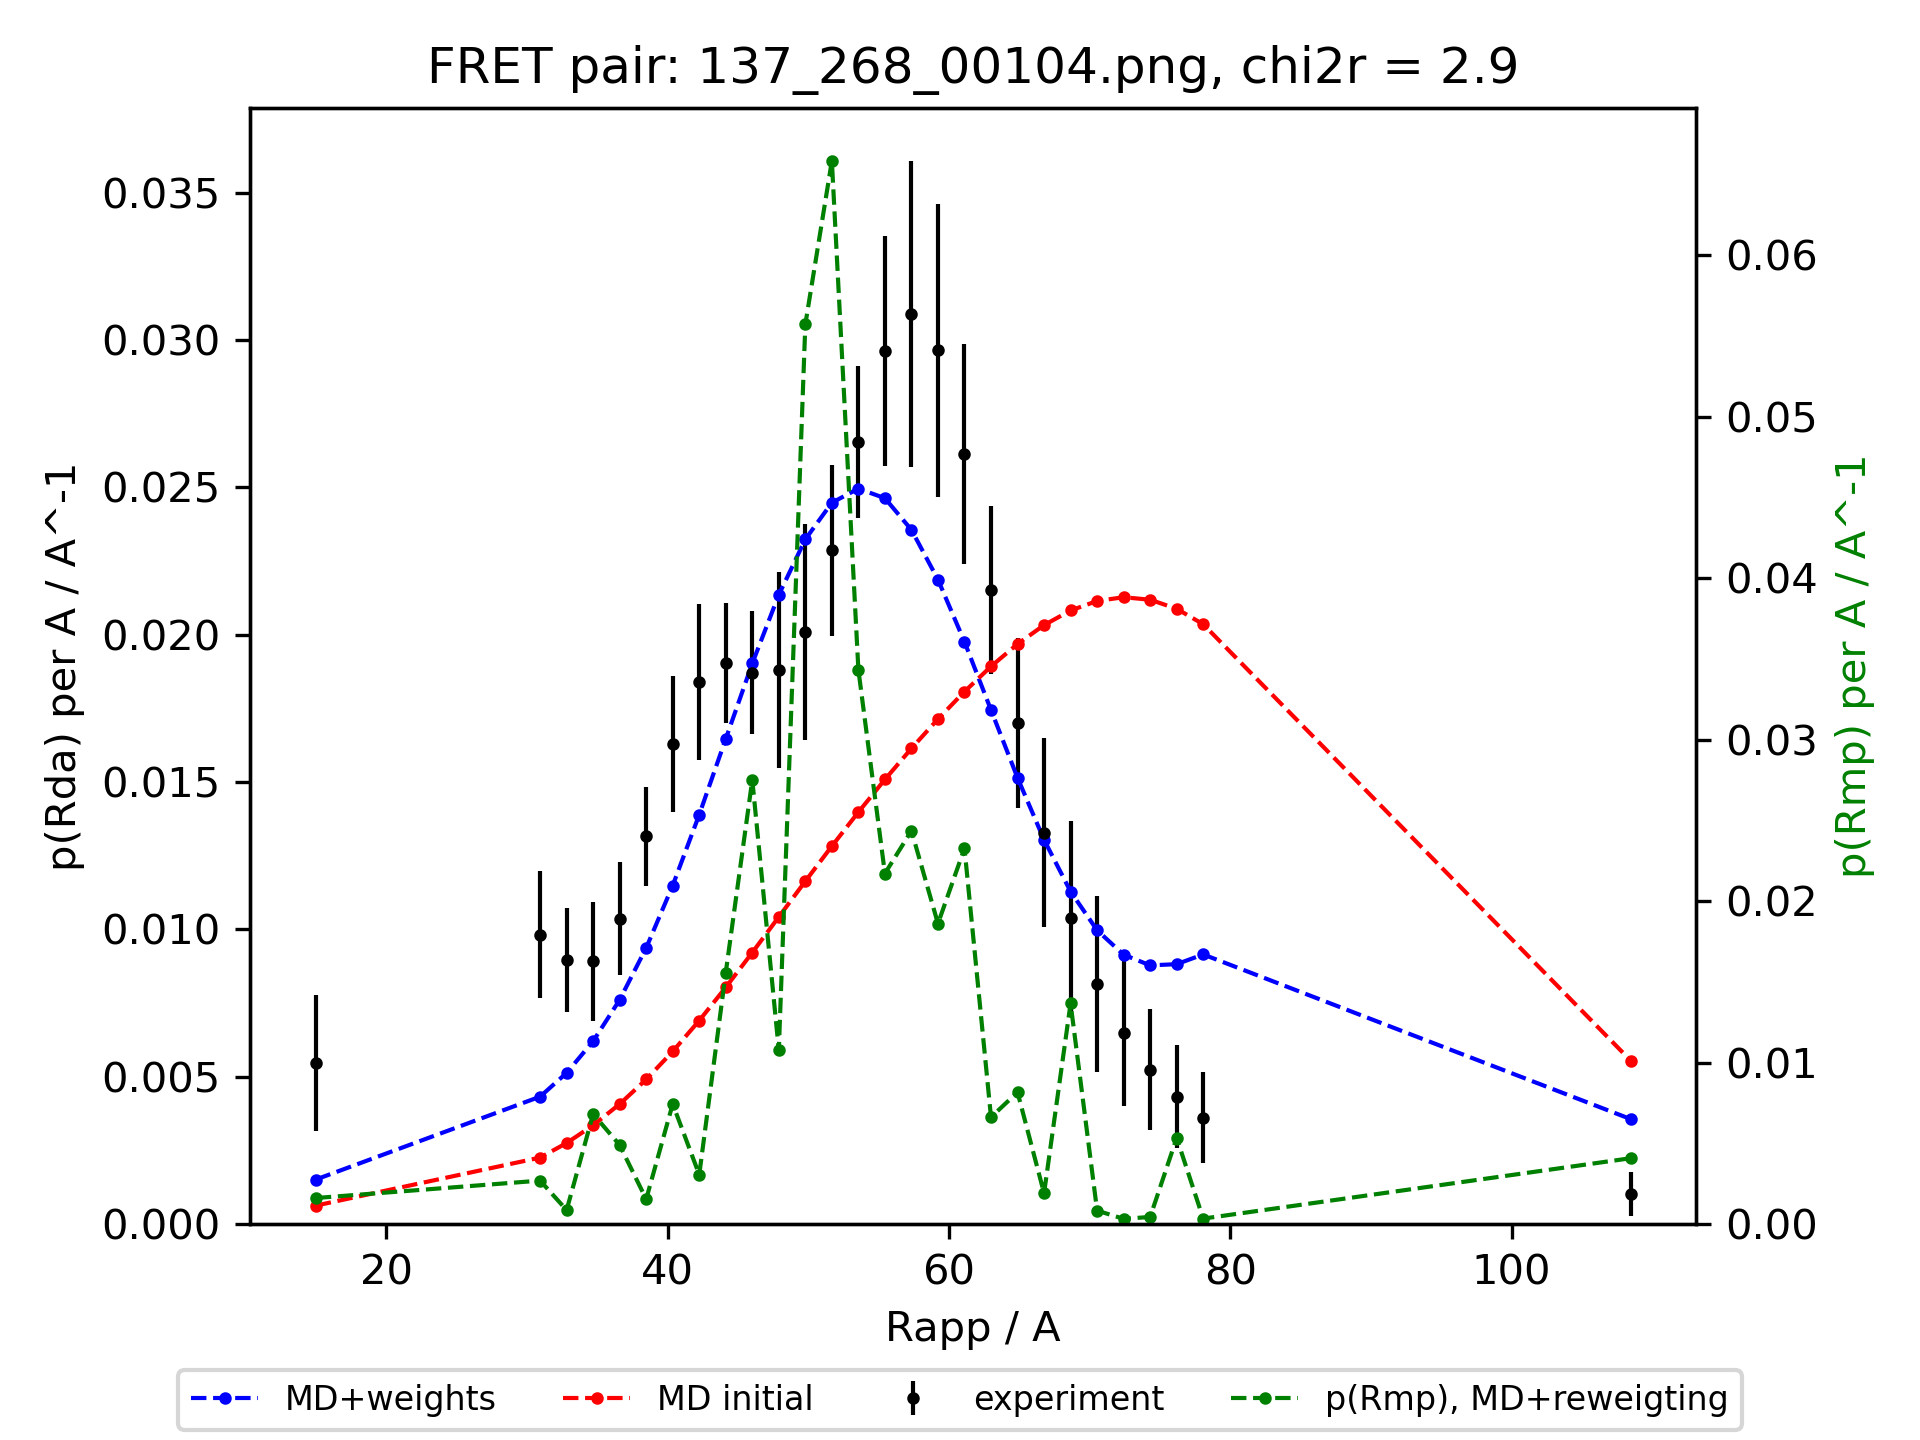 FRET pair: 137_268_00104.png, chi2r = 2.9
0.035
0.030
0.025
0.020
0.015
0.010
0.005
0.000
p(Rda) per A / A^-1
0.06
0.05
0.04
0.03
0.02
0.01
0.00
p(Rmp) per A / A^-1
20 40 60 80 100
Rapp / A
MD+weights MD initial experiment p(Rmp), MD+reweigting